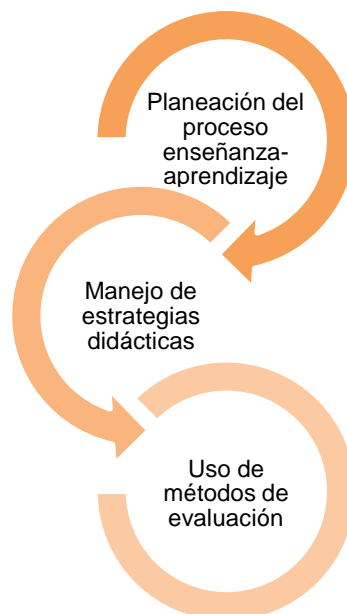 Planeación del
proceso
enseñanza-
aprendizaje
Manejo de
estrategias
didácticas
Uso de
métodos de
evaluación